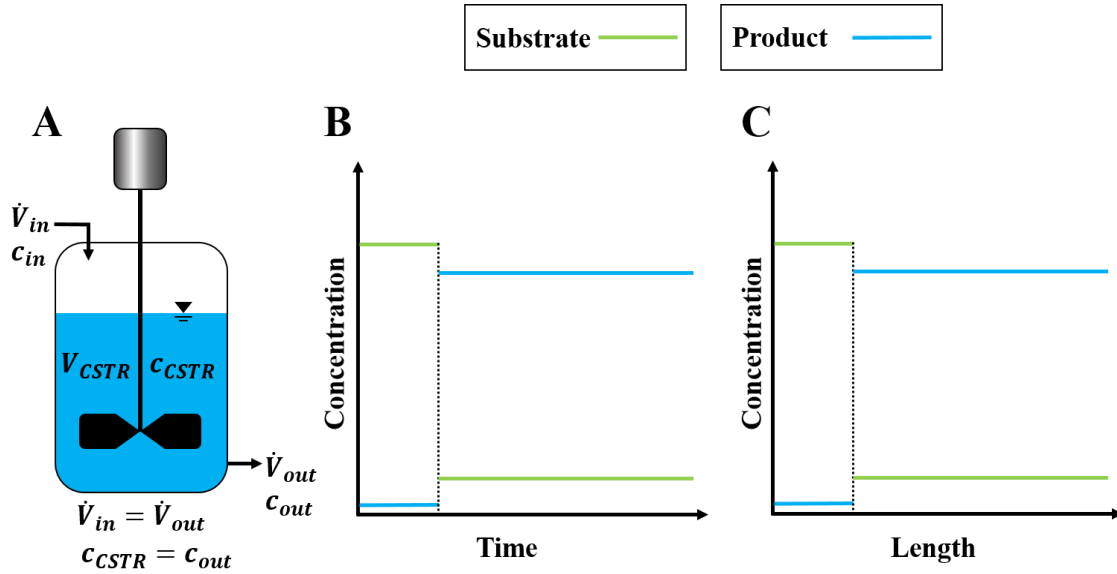 Substrate
Product
A
B
C
V̇in
cin
VCSTR cCSTR
V̇out
cout
V̇in = V̇out
cCSTR = cout
Concentration
Time
Concentration
Length